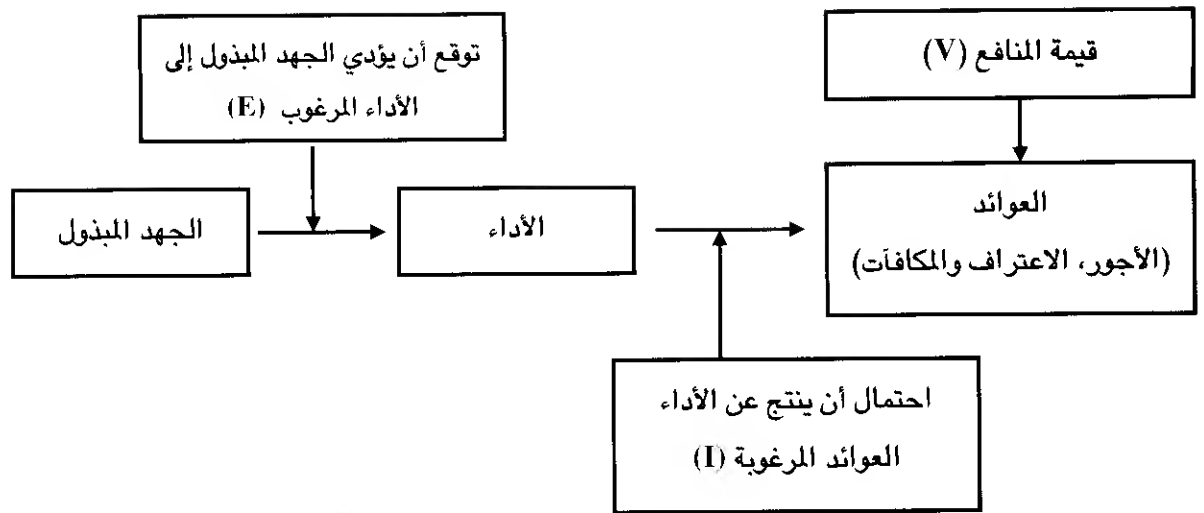 توقع أن يؤدي الجهد المبذول إلى
الأداء المرغوب (E)
قيمة المنافع (V)
الجهد المبذول
الأداء
العوائد
(الأجور، الاعتراف والمكافآت)
احتمال أن ينتج عن الأداء
العوائد المرغوبة (I)